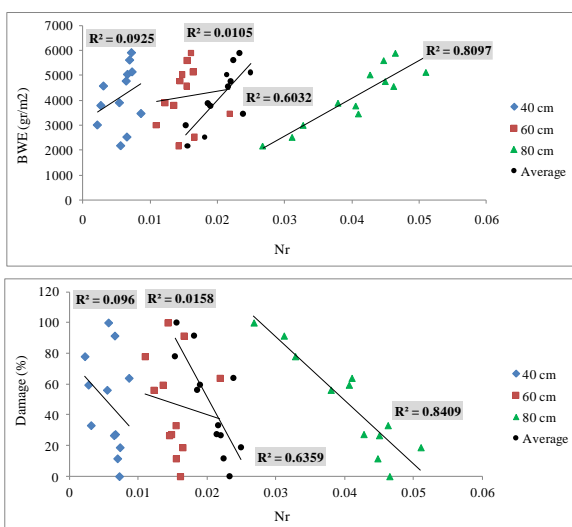 R² = 0.0925
R² = 0.0105
R² = 0.8097
R² = 0.6032
BWE (gr/m2)
7000
6000
5000
4000
3000
2000
1000
0
0 0.01 0.02 0.03 0.04 0.05 0.06
Nr
40 cm
60 cm
80 cm
Average
R² = 0.096
R² = 0.0158
R² = 0.8409
R² = 0.6359
Damage (%)
120
100
80
60
40
20
0
0 0.01 0.02 0.03 0.04 0.05 0.06
Nr
40 cm
60 cm
80 cm
Average